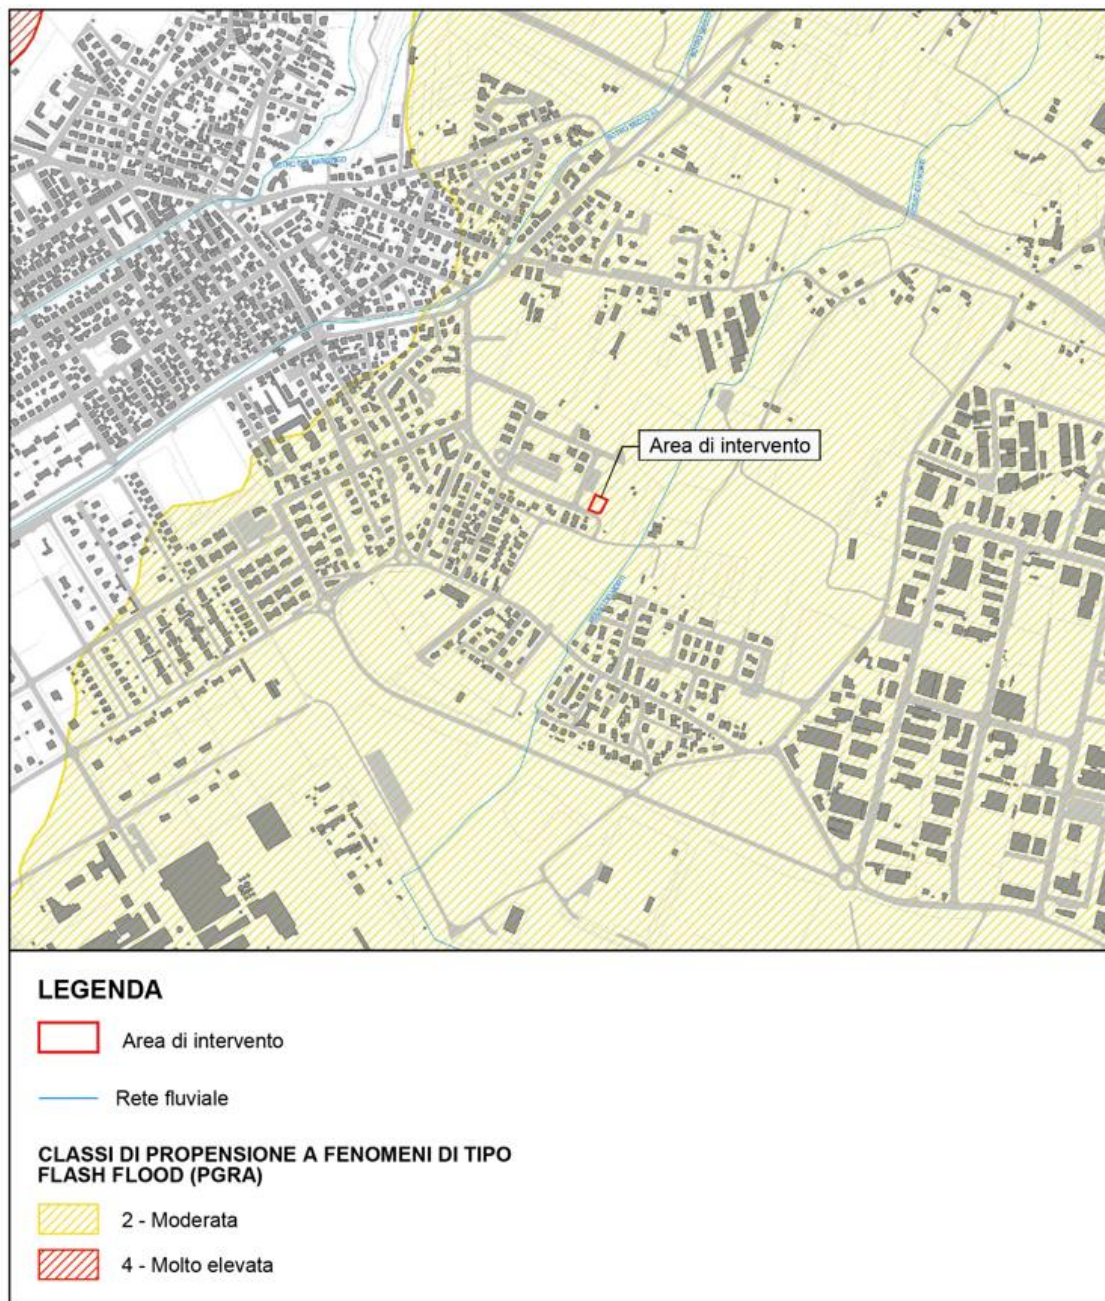 Area di intervento
LEGENDA
Area di intervento
Rete fluviale
CLASSI DI PROPENSIONE A FENOMENI DI TIPO
FLASH FLOOD (PGRA)
2 - Moderata
4 - Molto elevata